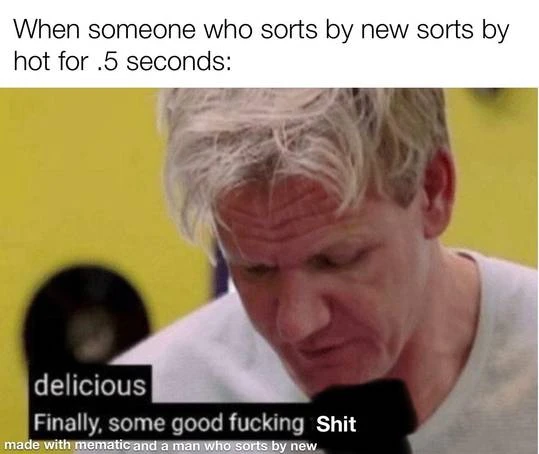 When someone who sorts by new sorts by
hot for .5 seconds:
delicious
Finally, some good fucking Shit
made with mematic and a man who sorts by new